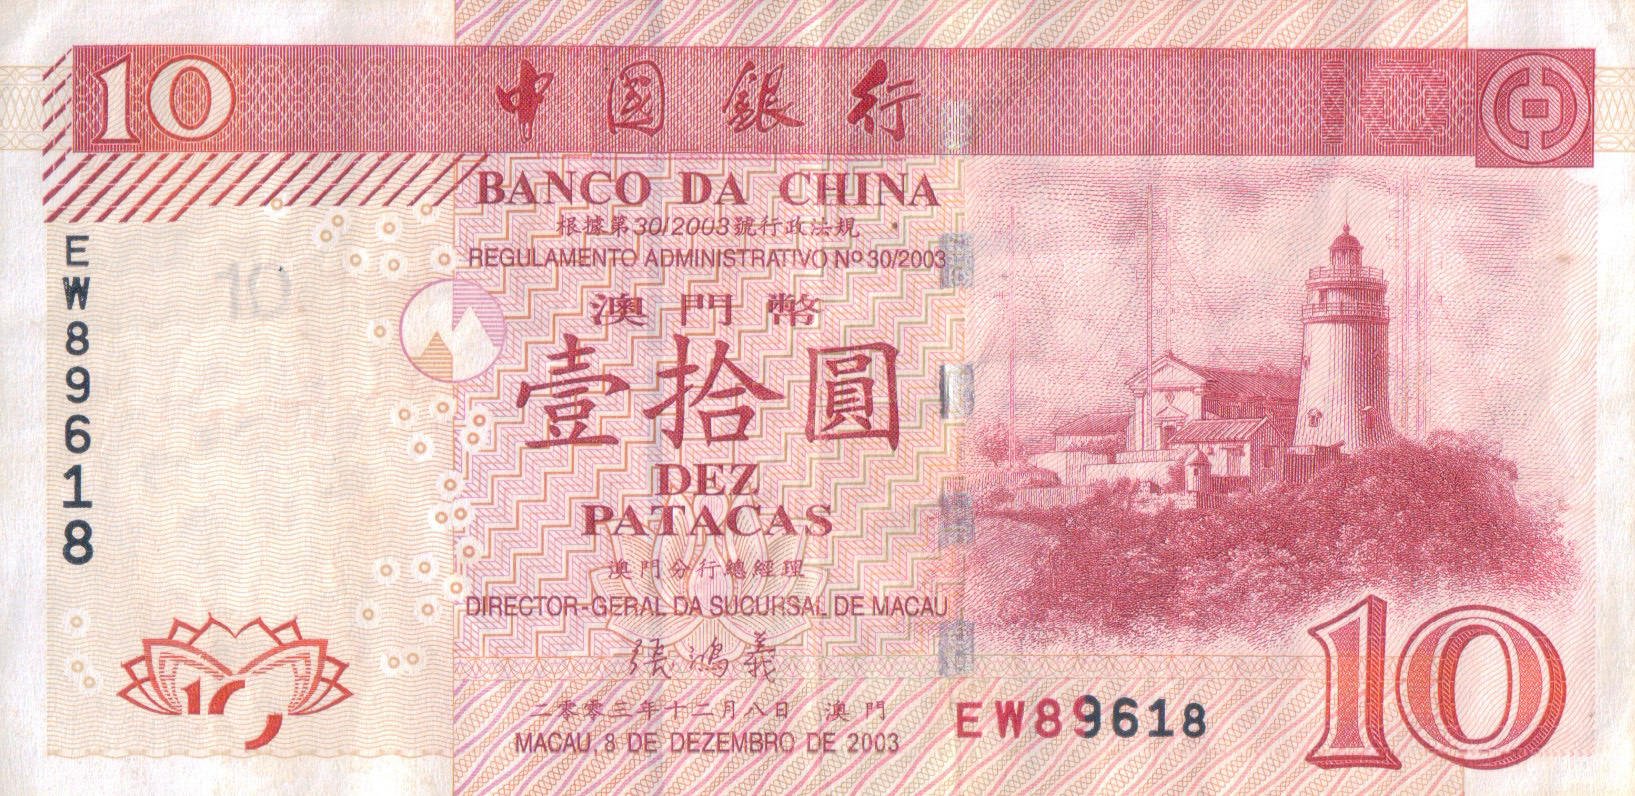 10
中國銀行
10
BANCO DA CHINA
根據第30/2003號行政法規
REGULAMENTO ADMINISTRATIVO Nº 30/2003
EW89618
10
澳門幣
壹拾圓
DEZ
PATACAS
澳門分行總經理
DIRECTOR-GERAL DA SUCURSAL DE MACAU
張鴻義
二零零三年十二月八日 澳門
MACAU, 8 DE DEZEMBRO DE 2003
EW89618
10
10